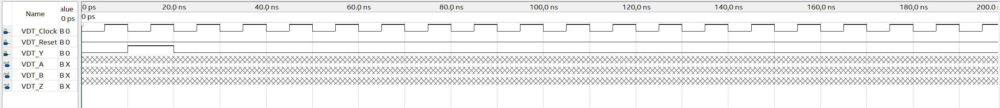 Name alue 0 ps
0 ps 20.0 ns 40.0 ns 60.0 ns 80.0 ns 100.0 ns 120.0 ns 140.0 ns 160.0 ns 180.0 ns 200.0
0 ps
in VDT_Clock B 0
in VDT_Reset B 0
in VDT_Y B 0
out VDT_A B X
out VDT_B B X
out VDT_Z B X